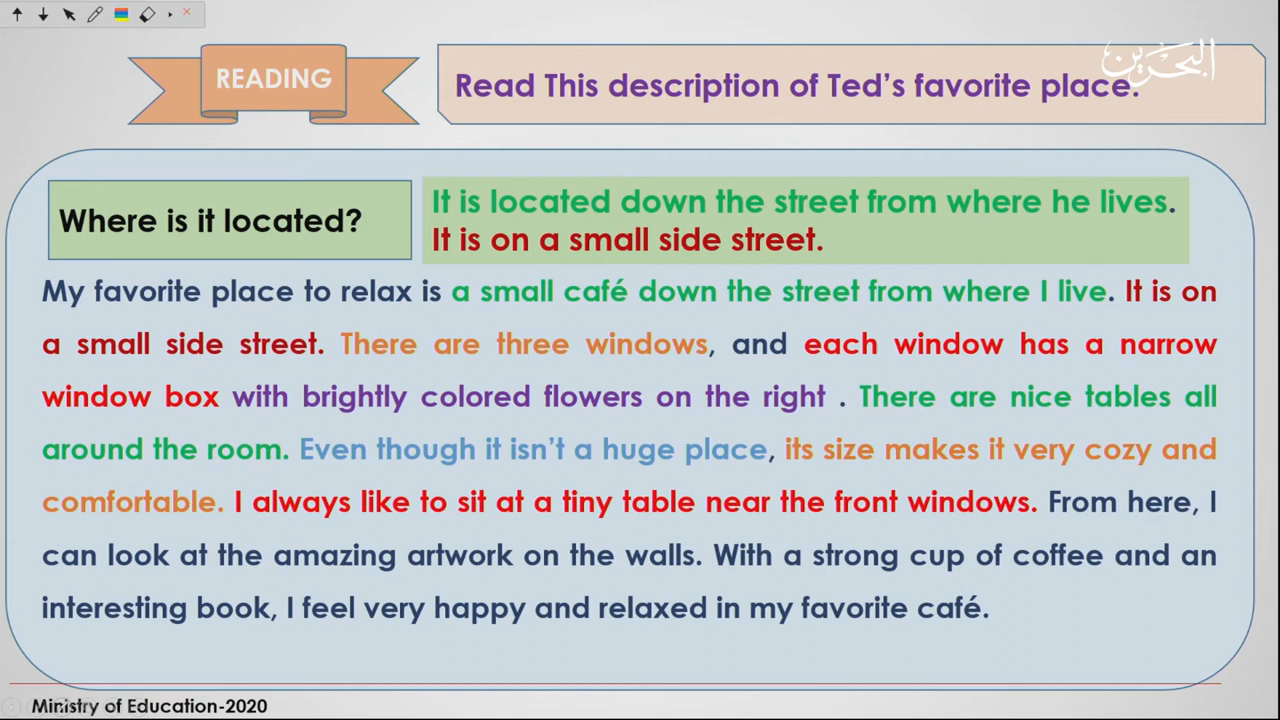 READING
Read This description of Ted's favorite place.
البحرين
Where is it located?
It is located down the street from where he lives.
It is on a small side street.
My favorite place to relax is a small café down the street from where I live. It is on
a small side street. There are three windows, and each window has a narrow
window box with brightly colored flowers on the right . There are nice tables all
around the room. Even though it isn't a huge place, its size makes it very cozy and
comfortable. I always like to sit at a tiny table near the front windows. From here, I
can look at the amazing artwork on the walls. With a strong cup of coffee and an
interesting book, I feel very happy and relaxed in my favorite café.
Ministry of Education-2020